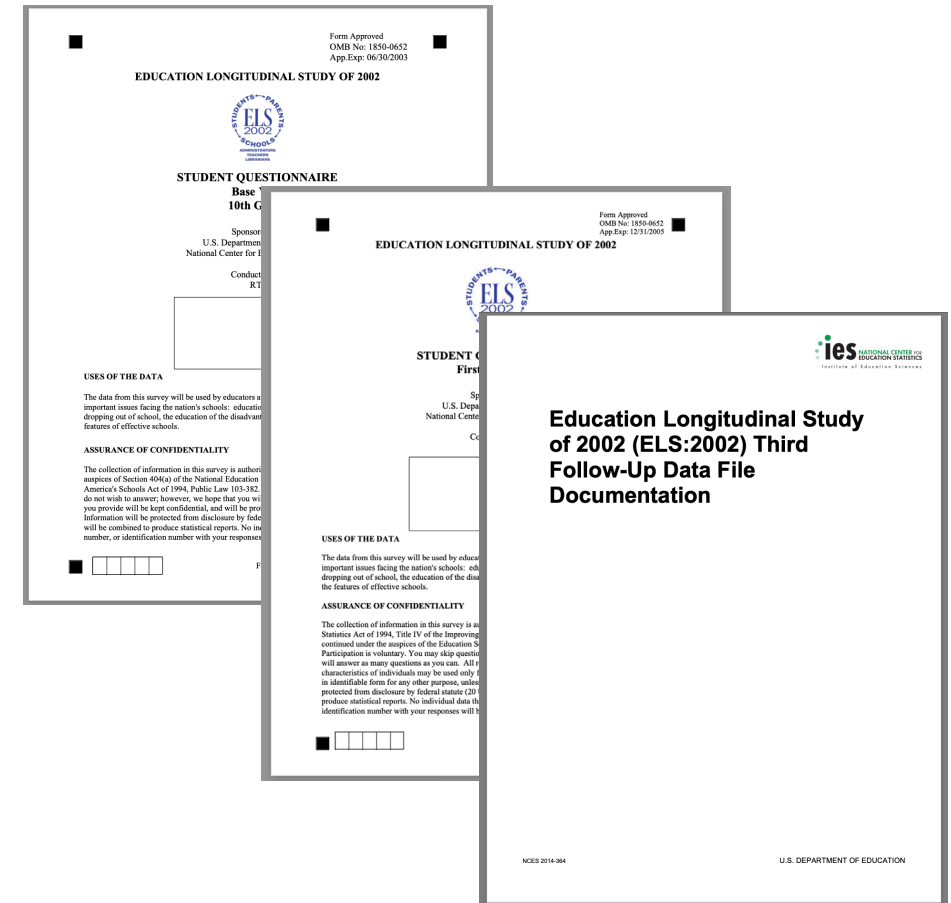 Form Approved
OMB No: 1850-0652
App.Exp: 06/30/2003
EDUCATION LONGITUDINAL STUDY OF 2002
STUDENTS PARENTS
ELS
2002
SCHOOLS
ADMINISTRATORS
TEACHERS
LIBRARIANS
STUDENT QUESTIONNAIRE
Base
10th G
Sponsor
U.S. Departmen
National Center for E
Conduct
RT
USES OF THE DATA
The data from this survey will be used by educators a
important issues facing the nation's schools: educatio
dropping out of school, the education of the disadvant
features of effective schools.
ASSURANCE OF CONFIDENTIALITY
The collection of information in this survey is authori
auspices of Section 404(a) of the National Education
America's Schools Act of 1994, Public Law 103-382.
do not wish to answer; however, we hope that you wi
you provide will be kept confidential, and will be pro
Information will be protected from disclosure by fede
will be combined to produce statistical reports. No in
number, or identification number with your responses
F
Form Approved
OMB No: 1850-0652
App.Exp: 12/31/2005
EDUCATION LONGITUDINAL STUDY OF 2002
STUDENTS PARENTS
ELS
2002
STUDENT Q
First
Sp
U.S. Depa
National Cente
Co
USES OF THE DATA
The data from this survey will be used by educat
important issues facing the nation's schools: edu
dropping out of school, the education of the disa
the features of effective schools.
ASSURANCE OF CONFIDENTIALITY
The collection of information in this survey is au
Statistics Act of 1994, Title IV of the Improving
continued under the auspices of the Education S
Participation is voluntary. You may skip questio
will answer as many questions as you can. All r
characteristics of individuals may be used only f
in identifiable form for any other purpose, unles
protected from disclosure by federal statute (20
produce statistical reports. No individual data th
identification number with your responses will b
ies NATIONAL CENTER FOR
EDUCATION STATISTICS
Institute of Education Sciences
Education Longitudinal Study
of 2002 (ELS:2002) Third
Follow-Up Data File
Documentation
NCES 2014-364
U.S. DEPARTMENT OF EDUCATION